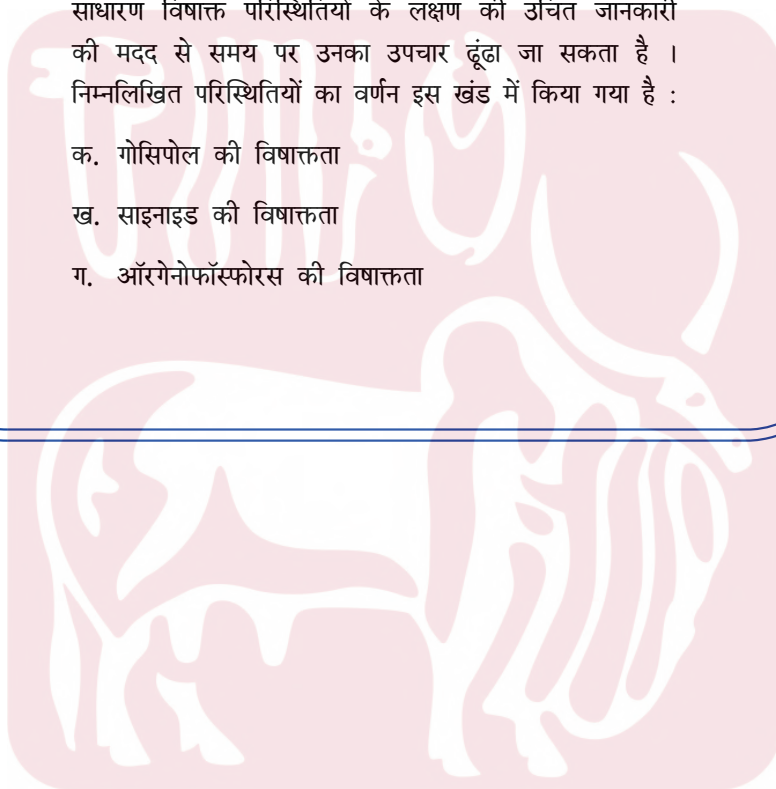 साधारण विषाक्त परिस्थितियों के लक्षण की उचित जानकारी
की मदद से समय पर उनका उपचार ढूंढा जा सकता है ।
निम्नलिखित परिस्थितियों का वर्णन इस खंड में किया गया है :
क. गोसिपोल की विषाक्तता
ख. साइनाइड की विषाक्तता
ग. ऑरगेनोफॉस्फोरस की विषाक्तता